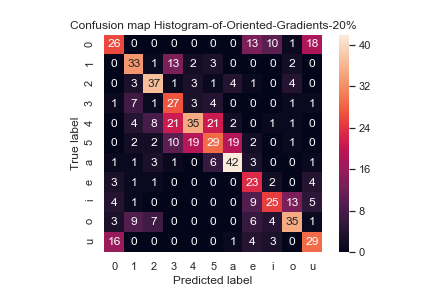 Confusion map Histogram-of-Oriented-Gradients-20%
0 26 0 0 0 0 0 0 13 10 1 18
1 0 33 1 13 2 3 0 0 0 2 0
2 0 3 37 1 3 1 4 1 0 4 0
3 1 7 1 27 3 4 0 0 0 1 1
4 0 4 8 21 35 21 2 0 1 1 0
5 0 2 2 10 19 29 19 2 0 1 0
a 1 1 3 1 0 6 42 3 0 0 1
e 3 1 1 0 0 0 0 23 2 0 4
i 4 1 0 0 0 0 0 9 25 13 5
o 3 9 7 0 0 0 0 6 4 35 1
u 16 0 0 0 0 0 1 4 3 0 29
0 1 2 3 4 5 a e i o u
True label
Predicted label
40
32
24
16
8
0